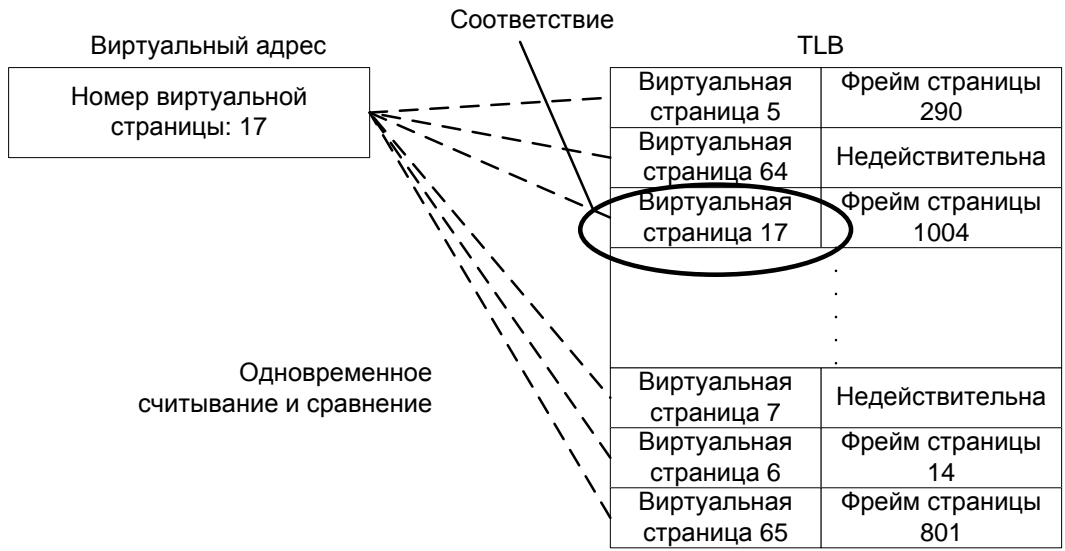 Соответствие
Виртуальный адрес
TLB
Номер виртуальной
страницы: 17
Виртуальная
страница 5
Фрейм страницы
290
Виртуальная
страница 64
Недействительна
Виртуальная
страница 17
Фрейм страницы
1004
Одновременное
считывание и сравнение
Виртуальная
страница 7
Недействительна
Виртуальная
страница 6
Фрейм страницы
14
Виртуальная
страница 65
Фрейм страницы
801